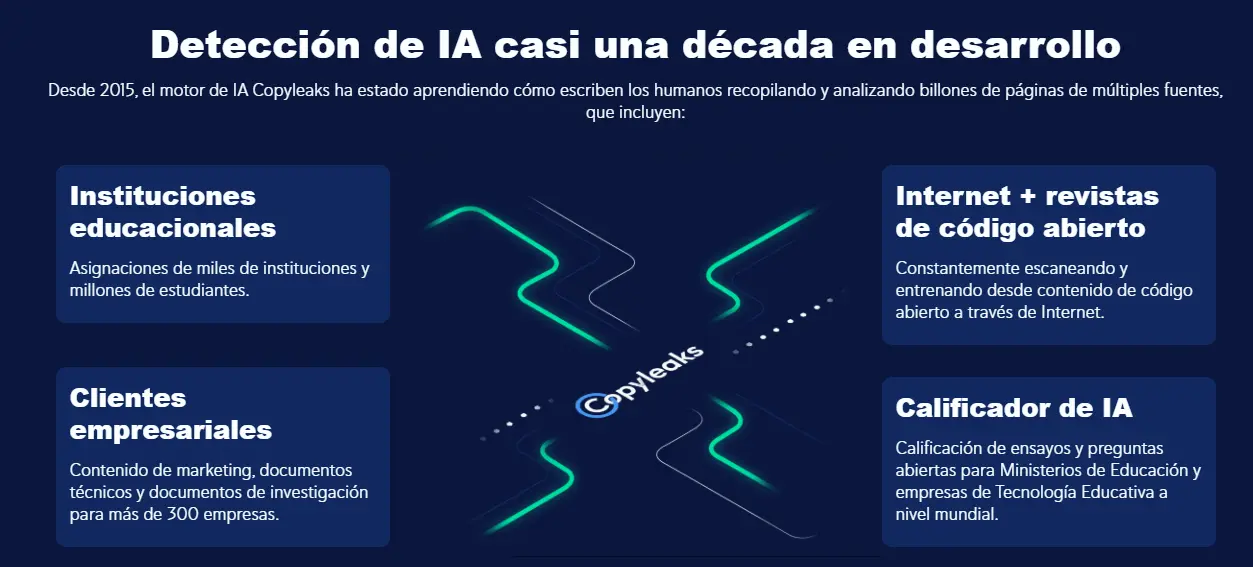 Detección de IA casi una década en desarrollo
Desde 2015, el motor de IA Copyleaks ha estado aprendiendo cómo escriben los humanos recopilando y analizando billones de páginas de múltiples fuentes,
que incluyen:
Instituciones
educacionales
Asignaciones de miles de instituciones y
millones de estudiantes.
Internet + revistas
de código abierto
Constantemente escaneando y
entrenando desde contenido de código
abierto a través de Internet.
Copyleaks
Clientes
empresariales
Contenido de marketing, documentos
técnicos y documentos de investigación
para más de 300 empresas.
Calificador de IA
Calificación de ensayos y preguntas
abiertas para Ministerios de Educación y
empresas de Tecnología Educativa a
nivel mundial.